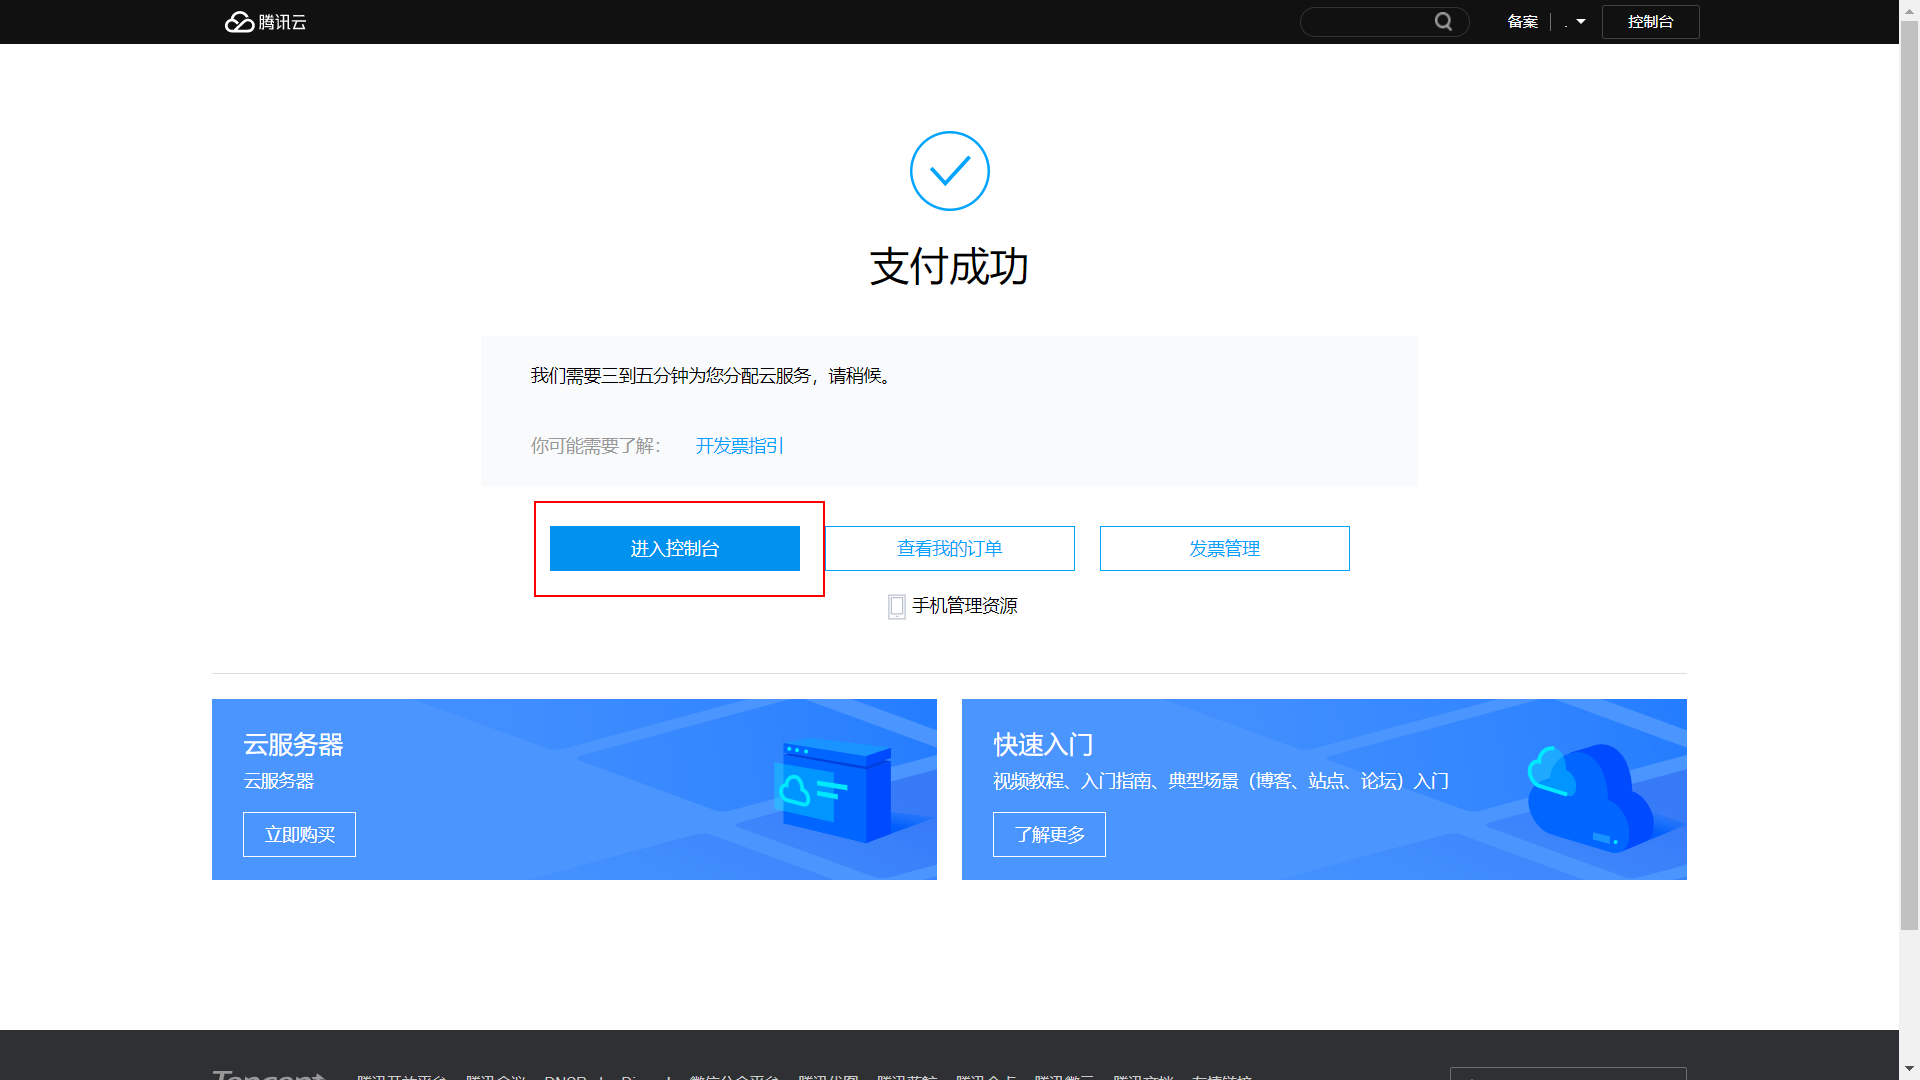 腾讯云
备案
控制台
支付成功
我们需要三到五分钟为您分配云服务，请稍候。
你可能需要了解： 开发票指引
进入控制台
查看我的订单
发票管理
手机管理资源
云服务器
云服务器
立即购买
快速入门
视频教程、入门指南、典型场景（博客、站点、论坛）入门
了解更多